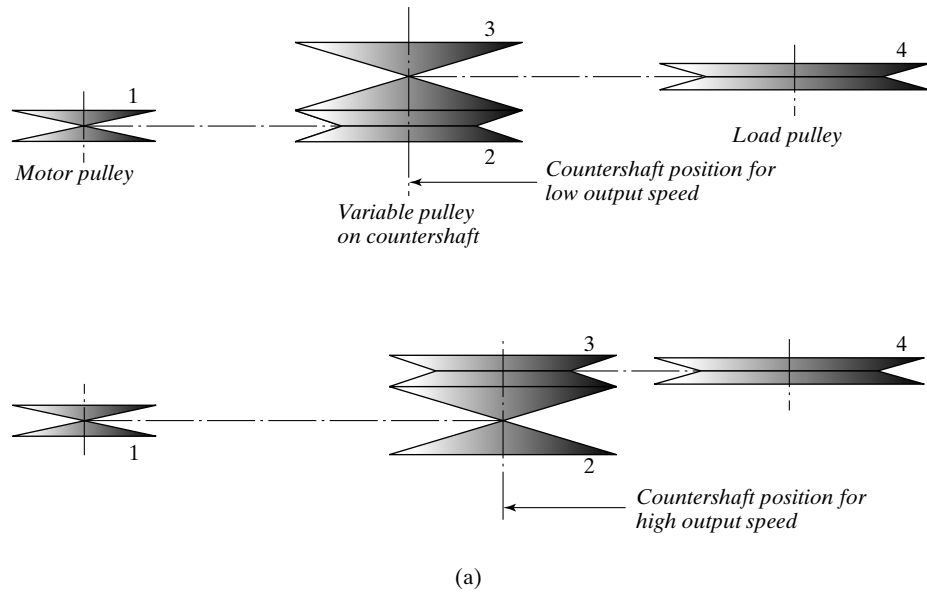 3
4
1
2
Motor pulley
Load pulley
Countershaft position for
low output speed
Variable pulley
on countershaft
3
4
1
2
Countershaft position for
high output speed
(a)